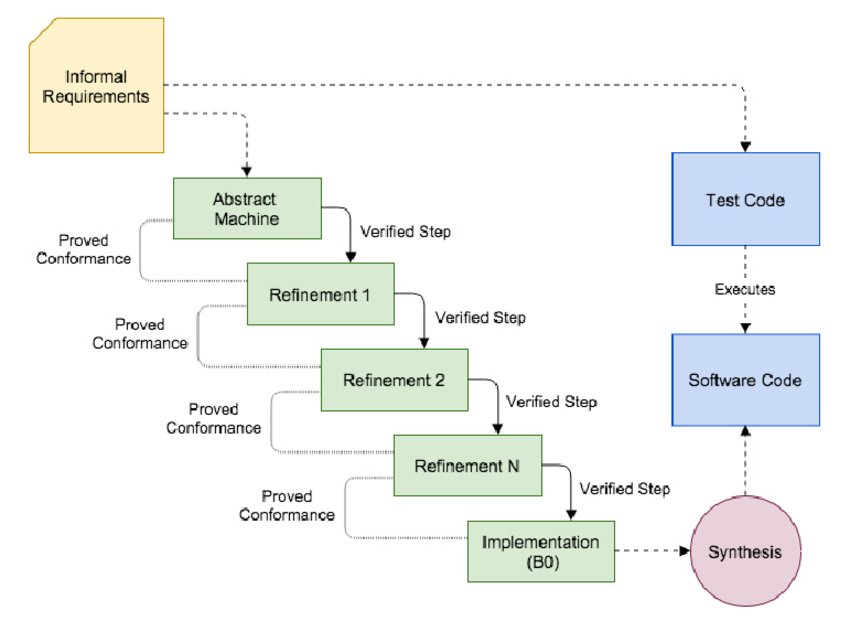 Informal
Requirements
Abstract
Machine
Verified Step
Proved
Conformance
Refinement 1
Verified Step
Proved
Conformance
Refinement 2
Verified Step
Proved
Conformance
Refinement N
Verified Step
Proved
Conformance
Implementation
(B0)
Synthesis
Test Code
Executes
Software Code